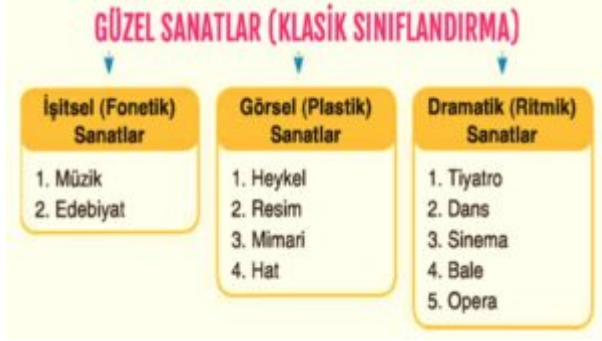 GÜZEL SANATLAR (KLASİK SINIFLANDIRMA)
İşitsel (Fonetik)
Sanatlar
1. Müzik
2. Edebiyat
Görsel (Plastik)
Sanatlar
1. Heykel
2. Resim
3. Mimari
4. Hat
Dramatik (Ritmik)
Sanatlar
1. Tiyatro
2. Dans
3. Sinema
4. Bale
5. Opera